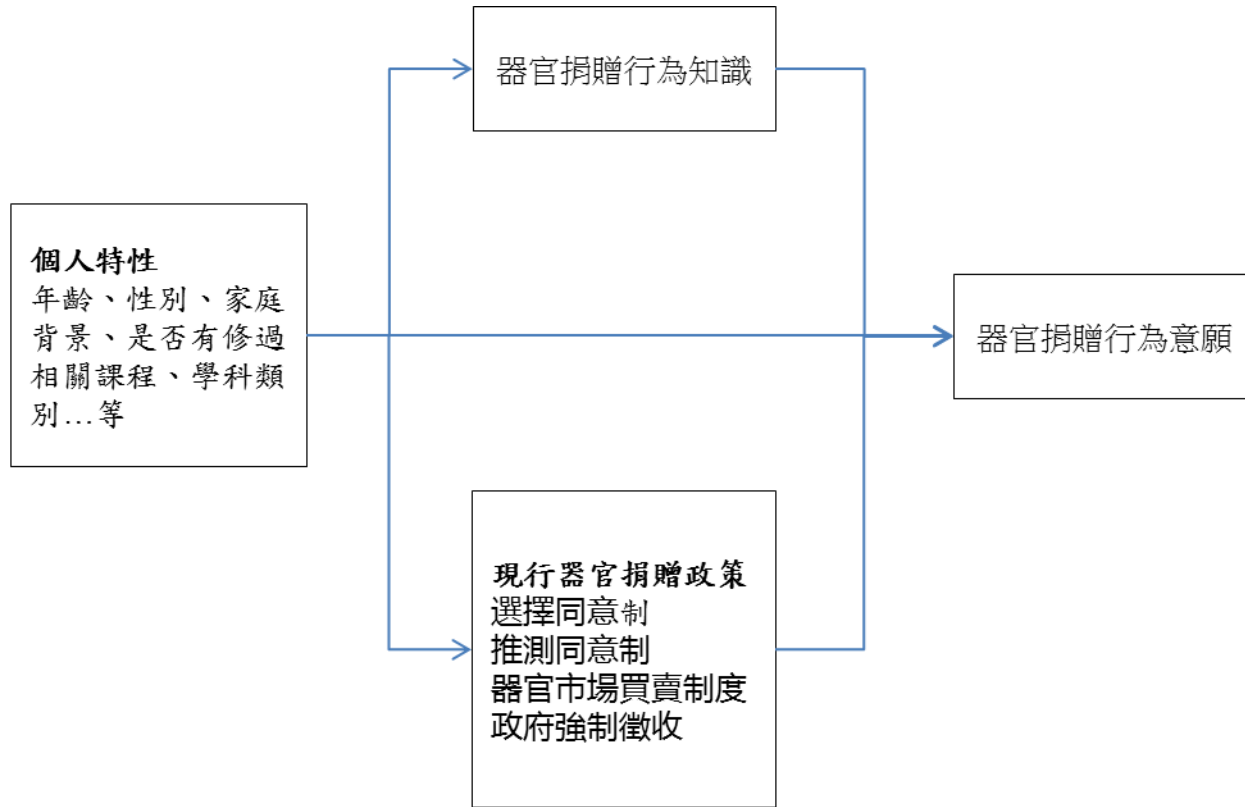 器官捐贈行為知識
個人特性
年齡、性別、家庭
背景、是否有修過
相關課程、學科類
別…等
器官捐贈行為意願
現行器官捐贈政策
選擇同意制
推測同意制
器官市場買賣制度
政府強制徵收